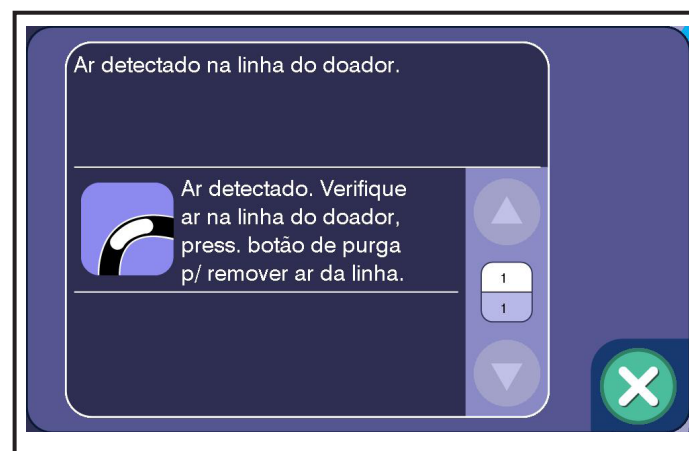 Ar detectado na linha do doador.
Ar detectado. Verifique
ar na linha do doador,
press. botão de purga
p/ remover ar da linha.
1
1